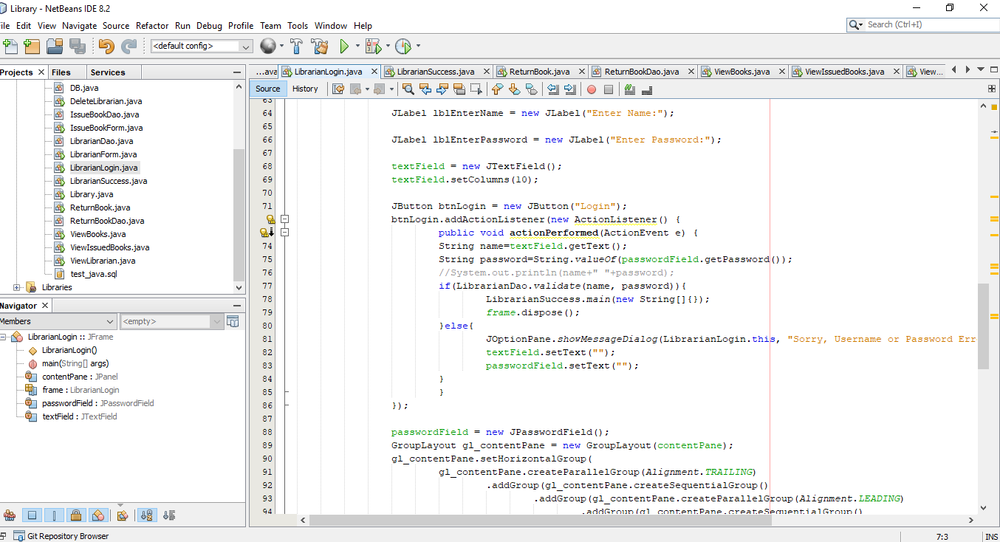 Library - NetBeans IDE 8.2
File Edit View Navigate Source Refactor Run Debug Profile Team Tools Window Help
Search (Ctrl+I)
<default config>
Projects Files Services
DB.java
DeleteLibrarian.java
IssueBookDao.java
IssueBookForm.java
LibrarianDao.java
LibrarianForm.java
LibrarianLogin.java
LibrarianSuccess.java
Library.java
ReturnBook.java
ReturnBookDao.java
ViewBooks.java
ViewIssuedBooks.java
ViewLibrarian.java
test_java.sql
Libraries
Navigator
Members <empty>
LibrarianLogin :: JFrame
LibrarianLogin()
main(String[] args)
contentPane : JPanel
frame : LibrarianLogin
passwordField : JPasswordField
textField : JTextField
...ava LibrarianLogin.java LibrarianSuccess.java ReturnBook.java ReturnBookDao.java ViewBooks.java ViewIssuedBooks.java View...
Source History
63
64 JLabel lblEnterName = new JLabel("Enter Name:");
65
66 JLabel lblEnterPassword = new JLabel("Enter Password:");
67
68 textField = new JTextField();
69 textField.setColumns(10);
70
71 JButton btnLogin = new JButton("Login");
btnLogin.addActionListener(new ActionListener() {
public void actionPerformed(ActionEvent e) {
74 String name=textField.getText();
75 String password=String.valueOf(passwordField.getPassword());
76 //System.out.println(name+" "+password);
77 if(LibrarianDao.validate(name, password)){
78 LibrarianSuccess.main(new String[]{});
79 frame.dispose();
80 }else{
81 JOptionPane.showMessageDialog(LibrarianLogin.this, "Sorry, Username or Password Err
82 textField.setText("");
83 passwordField.setText("");
84 }
85 }
86 });
87
88 passwordField = new JPasswordField();
89 GroupLayout gl_contentPane = new GroupLayout(contentPane);
90 gl_contentPane.setHorizontalGroup(
91 gl_contentPane.createParallelGroup(Alignment.TRAILING)
92 .addGroup(gl_contentPane.createSequentialGroup()
93 .addGroup(gl_contentPane.createParallelGroup(Alignment.LEADING)
94 .addGroup(gl_contentPane.createSequentialGroup()
Git Repository Browser
7:3 INS